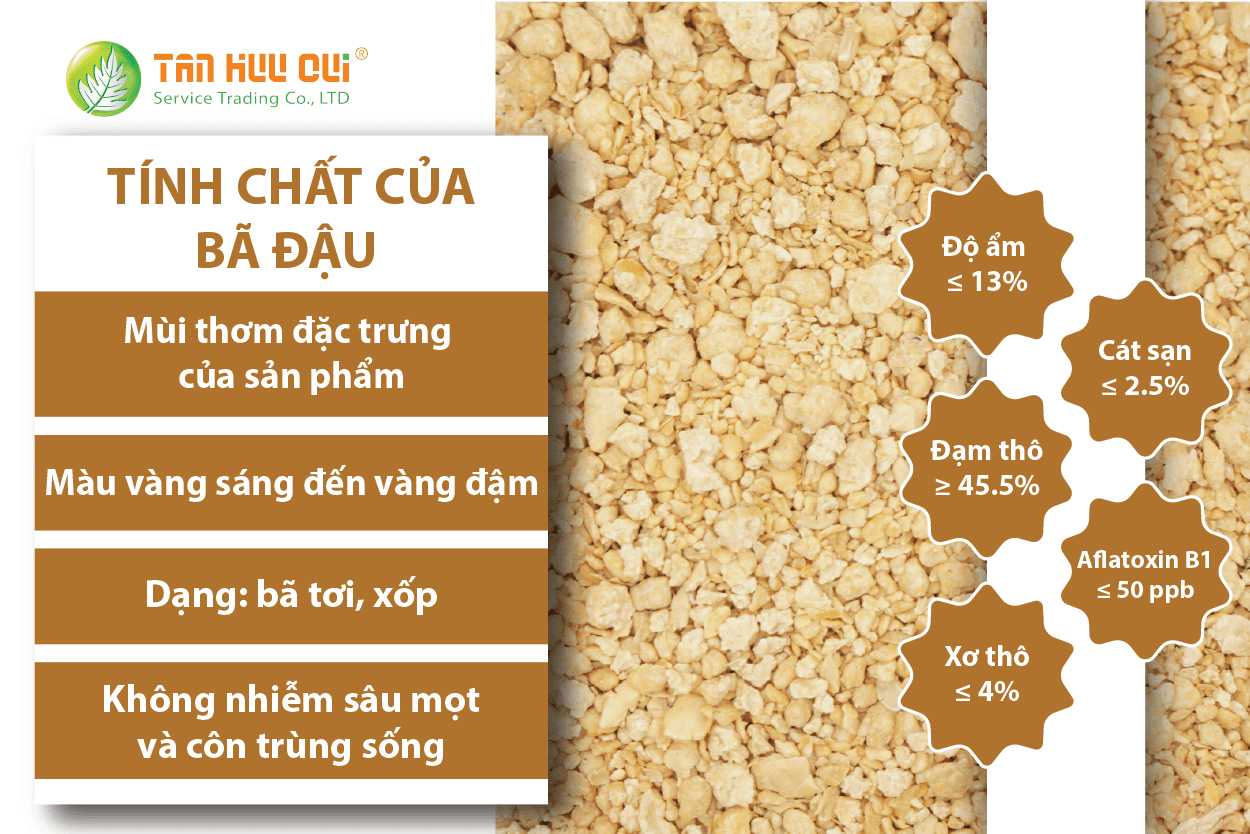 TAN HUU QUI®
Service Trading Co., LTD
TÍNH CHẤT CỦA
BÃ ĐẬU
Mùi thơm đặc trưng
của sản phẩm
Màu vàng sáng đến vàng đậm
Dạng: bã tơi, xốp
Không nhiễm sâu mọt
và côn trùng sống
Độ ẩm
≤ 13%
Cát sạn
≤ 2.5%
Đạm thô
≥ 45.5%
Aflatoxin B1
≤ 50 ppb
Xơ thô
≤ 4%